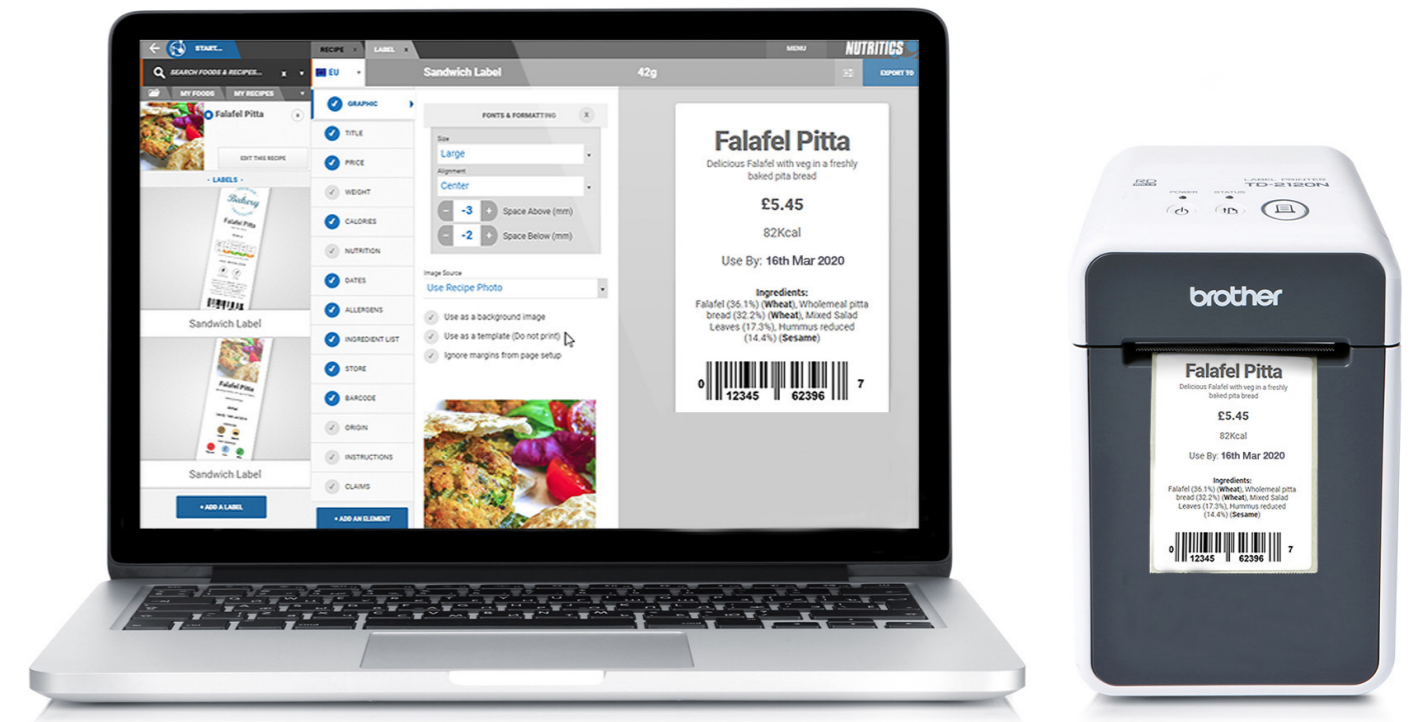 START...
RECIPE x
LABEL x
MENU
NUTRITICS
SEARCH FOODS & RECIPES... x
EU
Sandwich Label
42g
EXPORT TO
MY FOODS
MY RECIPES
Falafel Pitta
x
EDIT THIS RECIPE
- LABELS -
Bakery
Falafel Pitta
Sandwich Label
Falafel Pitta
Sandwich Label
+ ADD A LABEL
GRAPHIC
TITLE
PRICE
WEIGHT
CALORIES
NUTRITION
DATES
ALLERGENS
INGREDIENT LIST
STORE
BARCODE
ORIGIN
INSTRUCTIONS
CLAIMS
+ ADD AN ELEMENT
FONTS & FORMATTING x
Size
Large
Alignment
Center
- -3 + Space Above (mm)
- -2 + Space Below (mm)
Image Source
Use Recipe Photo
Use as a background image
Use as a template (Do not print)
Ignore margins from page setup
Falafel Pitta
Delicious Falafel with veg in a freshly
baked pita bread
£5.45
82Kcal
Use By: 16th Mar 2020
Ingredients:
Falafel (36.1%) (Wheat), Wholemeal pitta
bread (32.2%) (Wheat), Mixed Salad
Leaves (17.3%), Hummus reduced
(14.4%) (Sesame)
0 12345 62396 7
RD
LABEL PRINTER
TD-2120N
POWER
STATUS
brother
Falafel Pitta
Delicious Falafel with veg in a freshly
baked pita bread
£5.45
82Kcal
Use By: 16th Mar 2020
Ingredients:
Falafel (36.1%) (Wheat), Wholemeal pitta
bread (32.2%) (Wheat), Mixed Salad
Leaves (17.3%), Hummus reduced
(14.4%) (Sesame)
0 12345 62396 7